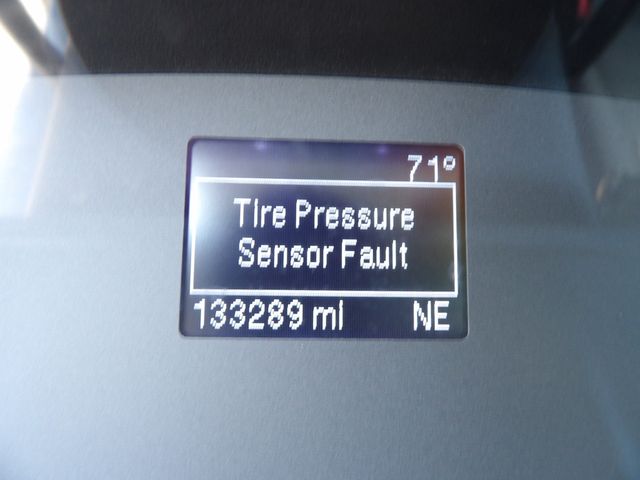 71°
Tire Pressure
Sensor Fault
133289 mi NE